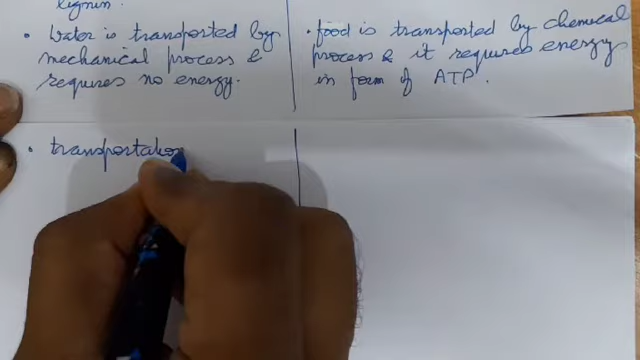 lignin.
• Water is transported by
mechanical process &
requires no energy.
• food is transported by chemical
process & it requires energy
in form of ATP.
• transportation